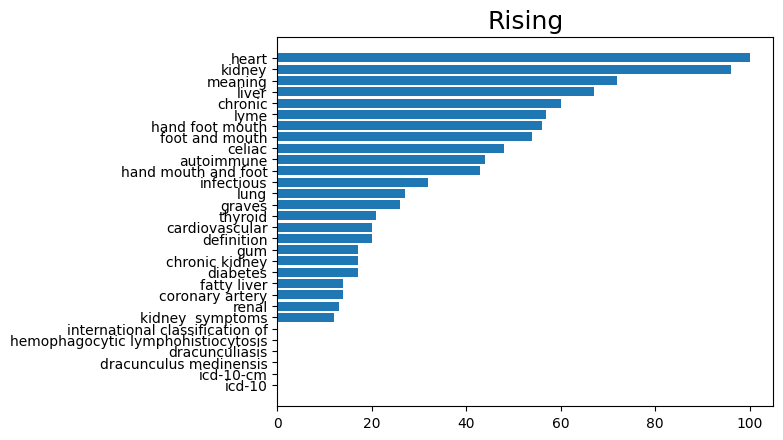 Rising
heart
kidney
meaning
liver
chronic
lyme
hand foot mouth
foot and mouth
celiac
autoimmune
hand mouth and foot
infectious
lung
graves
thyroid
cardiovascular
definition
gum
chronic kidney
diabetes
fatty liver
coronary artery
renal
kidney  symptoms
international classification of
hemophagocytic lymphohistiocytosis
dracunculiasis
dracunculus medinensis
icd-10-cm
icd-10
0 20 40 60 80 100